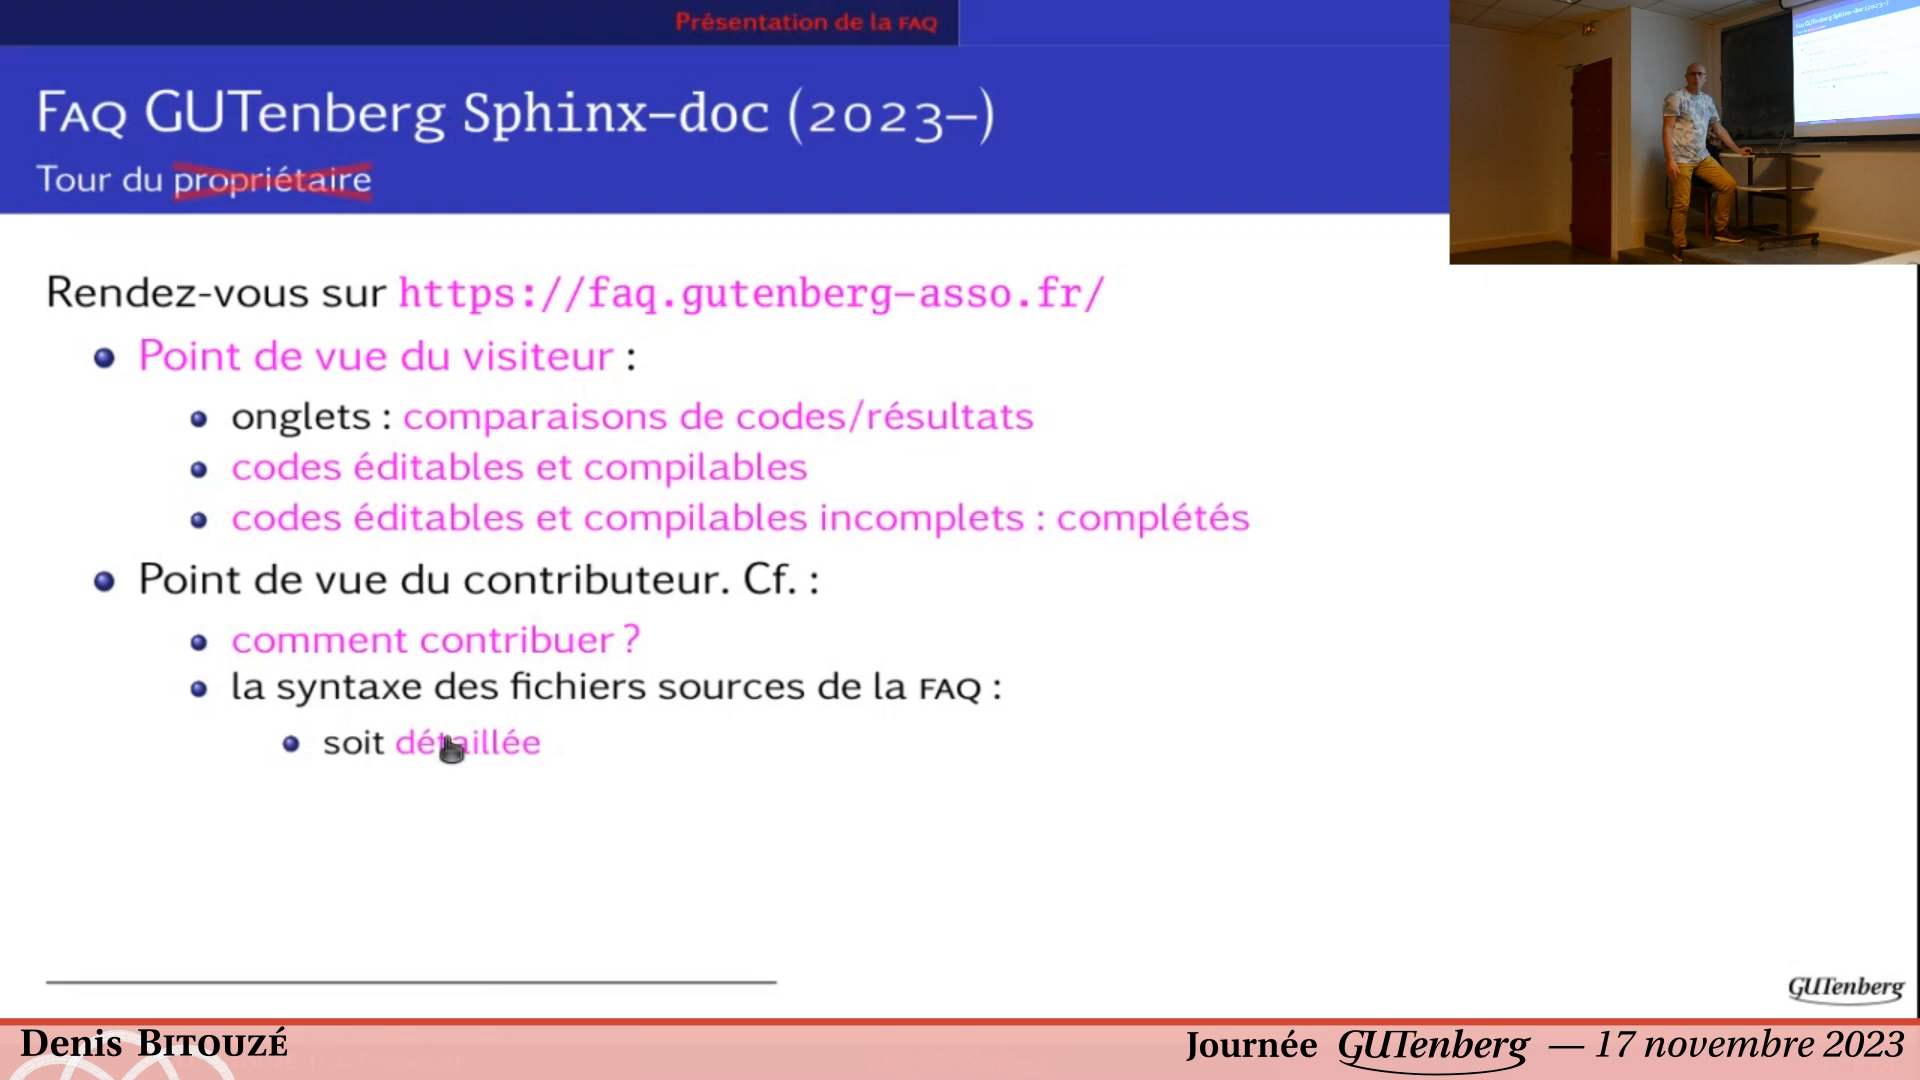 Présentation de la FAQ
FAQ GUTenberg Sphinx-doc (2023–)
Tour du propriétaire
Rendez-vous sur https://faq.gutenberg-asso.fr/
Point de vue du visiteur :
onglets : comparaisons de codes/résultats
codes éditables et compilables
codes éditables et compilables incomplets : complétés
Point de vue du contributeur. Cf. :
comment contribuer ?
la syntaxe des fichiers sources de la FAQ :
soit détaillée
GUTenberg
Denis BITOUZÉ
Journée GUTenberg — 17 novembre 2023